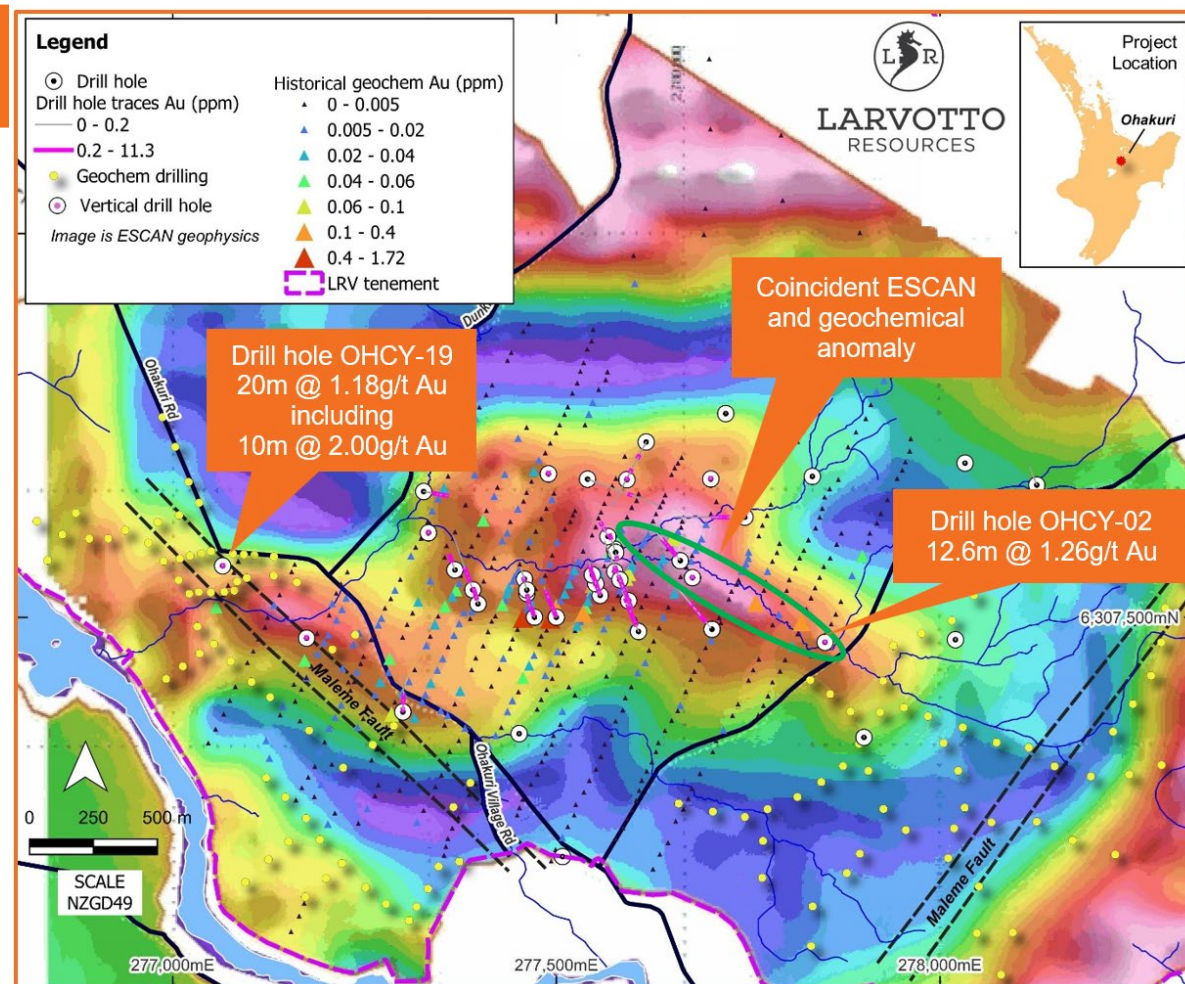 Legend
Drill hole
Drill hole traces Au (ppm)
0 - 0.2
0.2 - 11.3
Geochem drilling
Vertical drill hole
Image is ESCAN geophysics
Historical geochem Au (ppm)
0 - 0.005
0.005 - 0.02
0.02 - 0.04
0.04 - 0.06
0.06 - 0.1
0.1 - 0.4
0.4 - 1.72
LRV tenement
L R
LARVOTTO
RESOURCES
Project
Location
Ohakuri
Coincident ESCAN
and geochemical
anomaly
Drill hole OHCY-19
20m @ 1.18g/t Au
including
10m @ 2.00g/t Au
Ohakuri Rd
Drill hole OHCY-02
12.6m @ 1.26g/t Au
6,307,500mN
Maleme Fault
Ohakuri Village Rd
Maleme Fault
0 250 500 m
SCALE
NZGD49
277,000mE
277,500mE
278,000mE